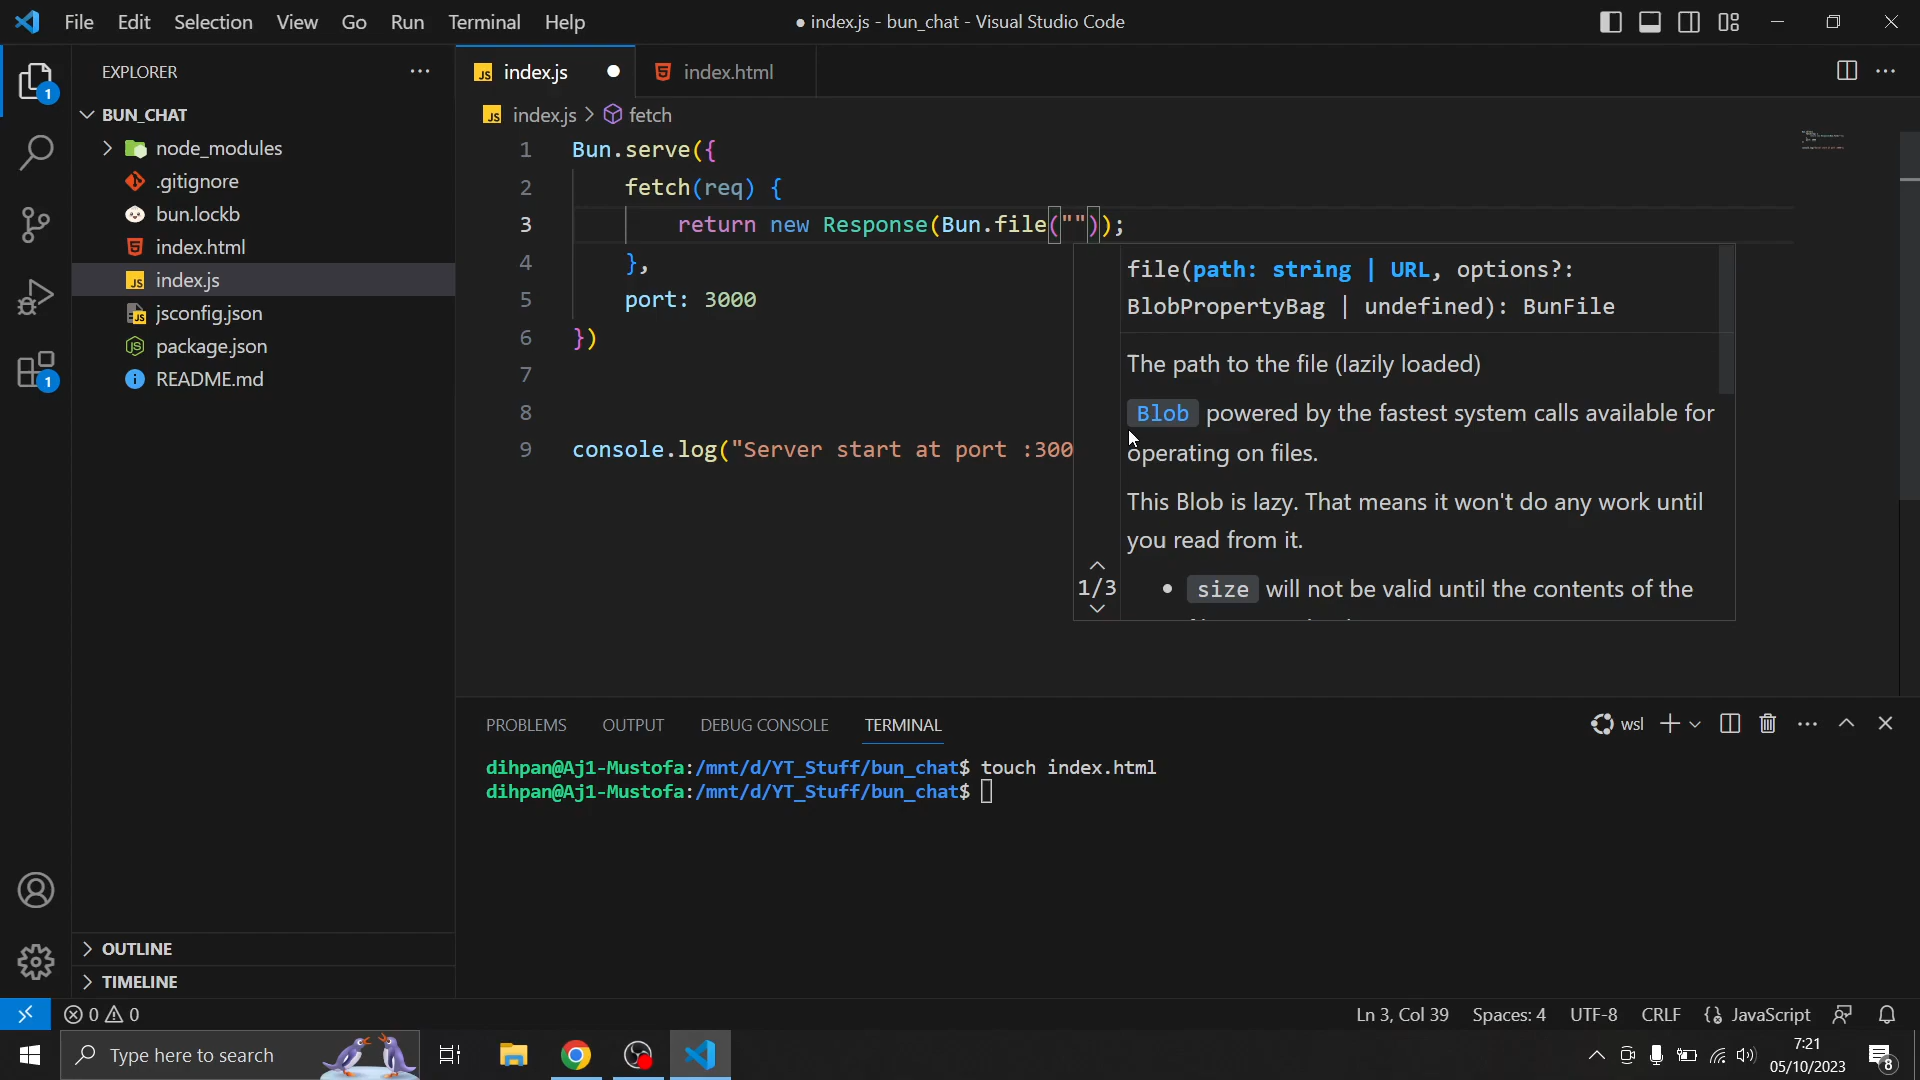 File Edit Selection View Go Run Terminal Help
● index.js - bun_chat - Visual Studio Code
EXPLORER
1
BUN_CHAT
node_modules
.gitignore
bun.lockb
index.html
index.js
jsconfig.json
package.json
README.md
1
OUTLINE
TIMELINE
JS index.js
index.html
JS index.js > fetch
1 Bun.serve({
2 fetch(req) {
3 return new Response(Bun.file(""));
4 },
5 port: 3000
6 })
7
8
9 console.log("Server start at port :300
file(path: string | URL, options?:
BlobPropertyBag | undefined): BunFile
The path to the file (lazily loaded)
Blob powered by the fastest system calls available for
operating on files.
This Blob is lazy. That means it won't do any work until
you read from it.
1/3
• size will not be valid until the contents of the
PROBLEMS OUTPUT DEBUG CONSOLE TERMINAL
wsl
dihpan@Aj1-Mustofa:/mnt/d/YT_Stuff/bun_chat$ touch index.html
dihpan@Aj1-Mustofa:/mnt/d/YT_Stuff/bun_chat$
0 0
Ln 3, Col 39 Spaces: 4 UTF-8 CRLF {} JavaScript
Type here to search
7:21
05/10/2023
8